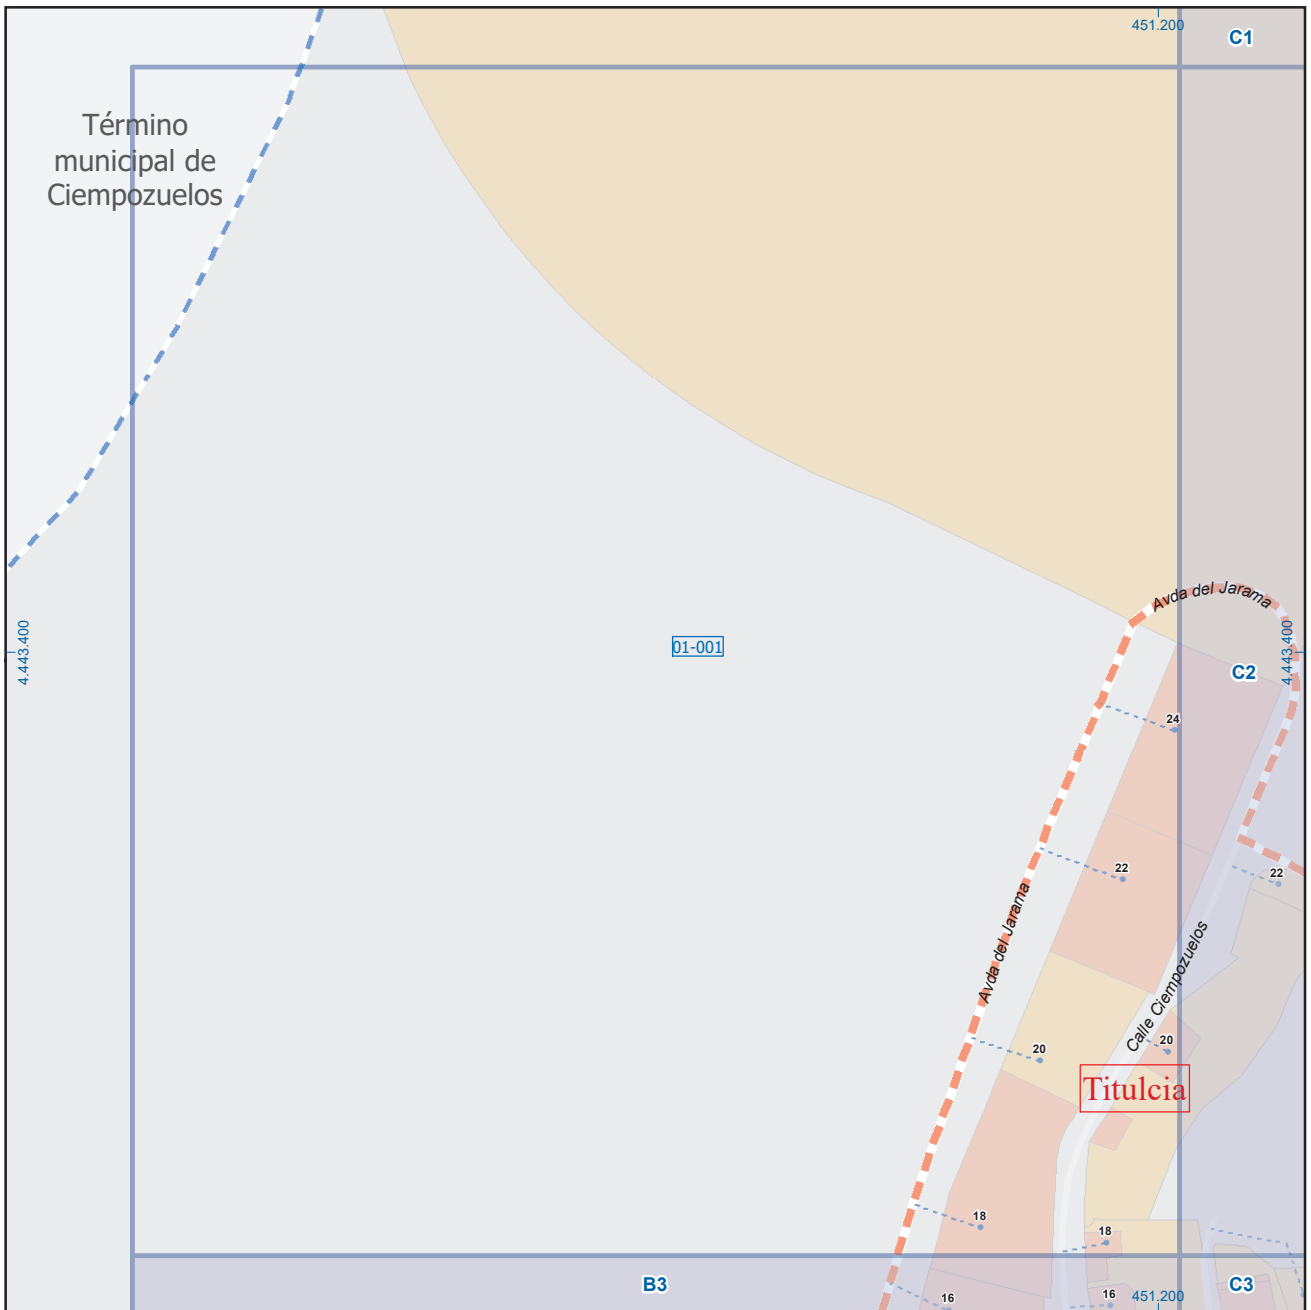 451.200
C1
Término
municipal de
Ciempozuelos
Avda del Jarama
4.443.400
01-001
4.443.400
C2
24
22
22
Avda del Jarama
Calle Ciempozuelos
20
20
Titulcia
18
18
B3
C3
451.200
16
16